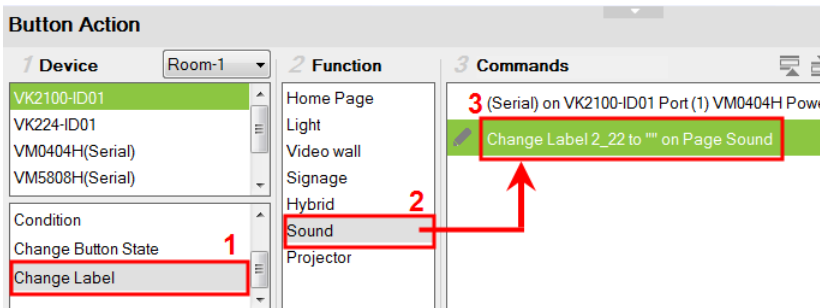 Button Action
1 Device
Room-1
2 Function
3 Commands
VK2100-ID01
VK224-ID01
VM0404H(Serial)
VM5808H(Serial)
Condition
Change Button State
1
Change Label
Home Page
Light
Video wall
Signage
Hybrid
2
Sound
Projector
3
(Serial) on VK2100-ID01 Port (1) VM0404H Powe
Change Label 2_22 to "" on Page Sound